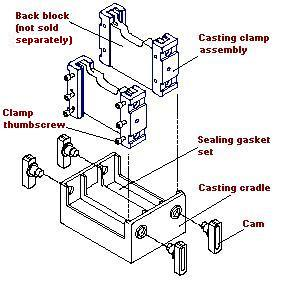 Back block
(not sold
separately)
Casting clamp
assembly
Clamp
thumbscrew
Sealing gasket
set
Casting cradle
Cam